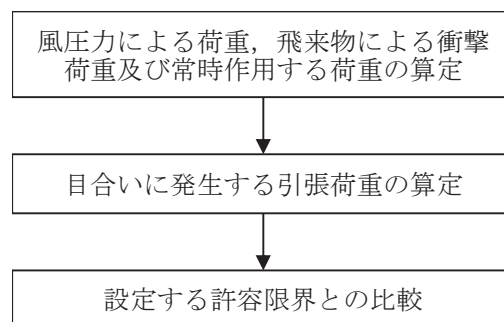 風圧力による荷重，飛来物による衝撃
荷重及び常時作用する荷重の算定
目合いに発生する引張荷重の算定
設定する許容限界との比較